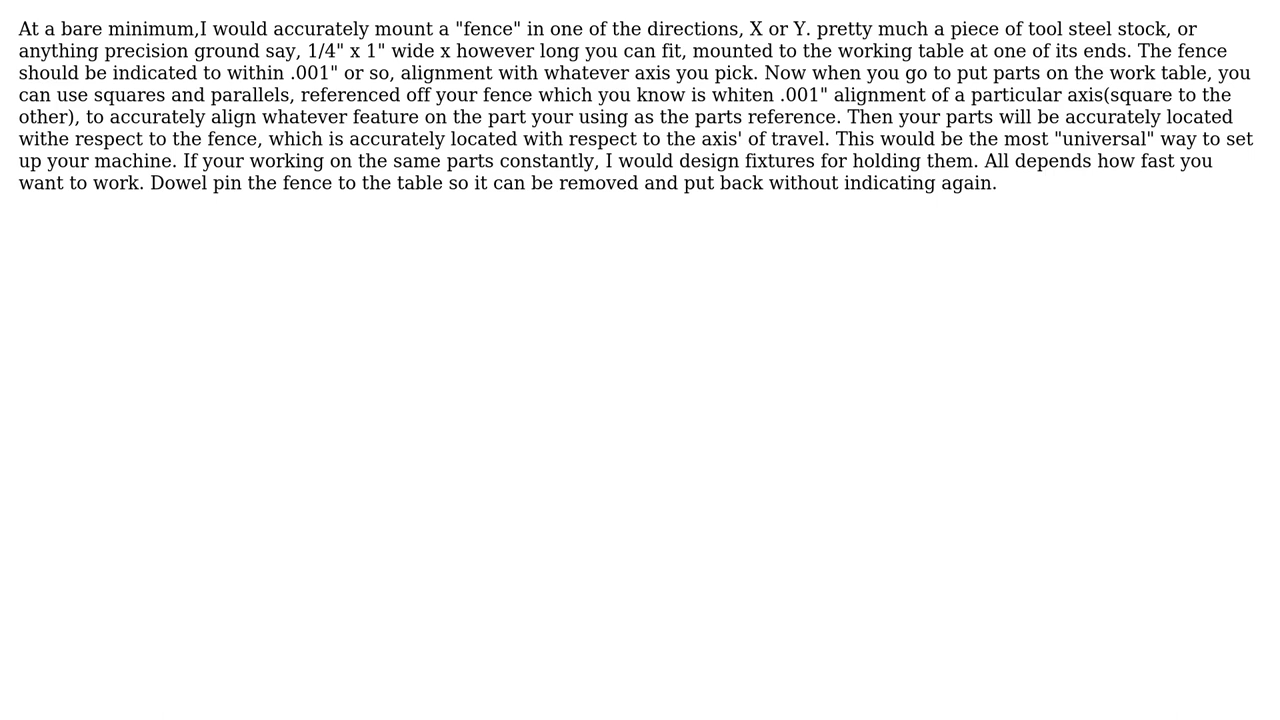 At a bare minimum,I would accurately mount a "fence" in one of the directions, X or Y. pretty much a piece of tool steel stock, or
anything precision ground say, 1/4" x 1" wide x however long you can fit, mounted to the working table at one of its ends. The fence
should be indicated to within .001" or so, alignment with whatever axis you pick. Now when you go to put parts on the work table, you
can use squares and parallels, referenced off your fence which you know is whiten .001" alignment of a particular axis(square to the
other), to accurately align whatever feature on the part your using as the parts reference. Then your parts will be accurately located
withe respect to the fence, which is accurately located with respect to the axis' of travel. This would be the most "universal" way to set
up your machine. If your working on the same parts constantly, I would design fixtures for holding them. All depends how fast you
want to work. Dowel pin the fence to the table so it can be removed and put back without indicating again.